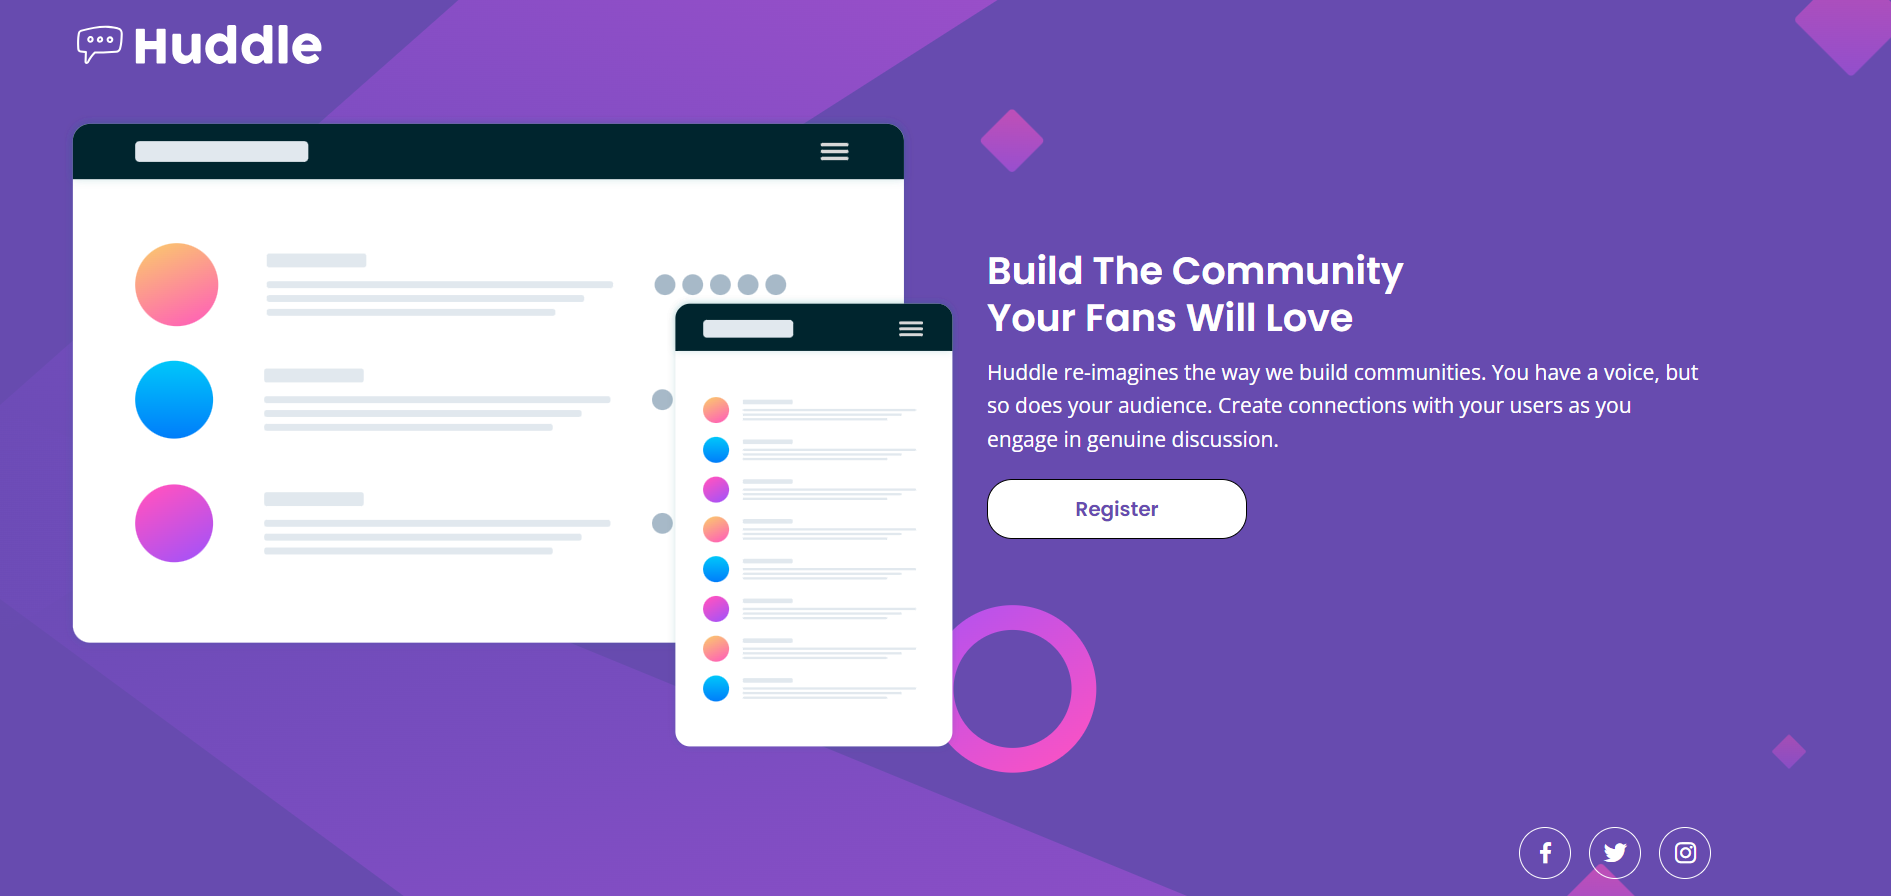 Huddle
Build The Community
Your Fans Will Love
Huddle re-imagines the way we build communities. You have a voice, but
so does your audience. Create connections with your users as you
engage in genuine discussion.
Register